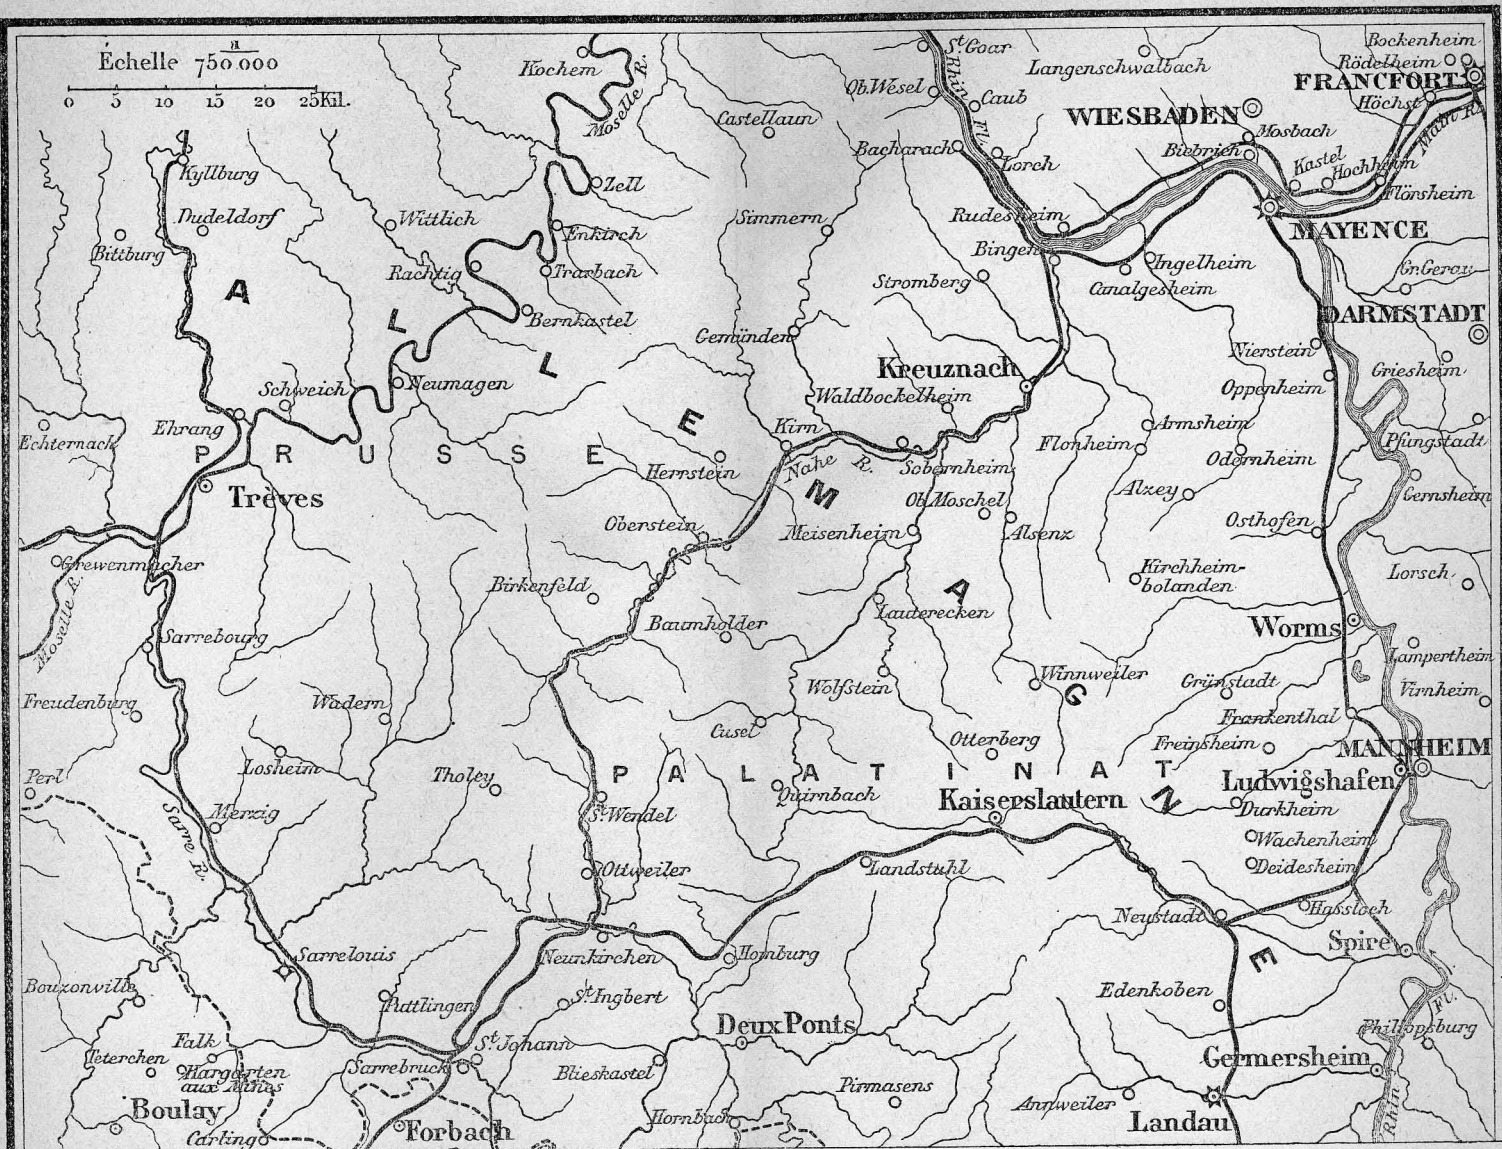 Échelle 1/750.000
0 5 10 15 20 25 Kil.
Kochem
Moselle R.
St Goar
Ob. Wesel
Rhin Fl.
Caub
Langenschwalbach
Bockenheim
Rödelheim
FRANCFORT
Höchst
Main R.
WIESBADEN
Mosbach
Biebrich
Kastel
Hochheim
Flörsheim
MAYENCE
Castellaun
Bacharach
Lorch
Kyllburg
Zell
Dudeldorf
Wittlich
Simmern
Rudesheim
Bittburg
Enkirch
Bingen
Rachtig
Trarbach
Ingelheim
Canalgesheim
Gr. Gerau
Stromberg
ALLEMAGNE
Bernkastel
Gemünden
DARMSTADT
Nierstein
Kreuznach
Oppenheim
Griesheim
Schweich
Neumagen
Waldbockelheim
Echternach
Ehrang
Kirn
Armsheim
Flonheim
Pfungstadt
PRUSSE
Herrstein
Nahe R.
Sobernheim
Odernheim
Trèves
Ob. Moschel
Alzey
Gernsheim
Oberstein
Meisenheim
Alsenz
Osthofen
Grewenmacher
Moselle R.
Birkenfeld
Kirchheim-
bolanden
Lorsch
Lauterecken
Sarrebourg
Baumholder
Worms
Lampertheim
Freudenburg
Wadern
Wolfstein
Winnweiler
Grünstadt
Virnheim
Cusel
Frankenthal
Otterberg
Freinsheim
MANNHEIM
Perl
Losheim
Tholey
PALATINAT
Quirnbach
Kaiserslautern
Ludwigshafen
Durkheim
Sarre R.
Merzig
St Wendel
Wachenheim
Ottweiler
Landstuhl
Deidesheim
Neustadt
Hassloch
Sarrelouis
Neunkirchen
Homburg
Spire
Bouzonville
Puttlingen
St Ingbert
Edenkoben
Fl.
Deux Ponts
Philippsburg
Falk
Teterchen
St Johann
Hargarten
aux Mines
Sarrebruck
Blieskastel
Germersheim
Pirmasens
Boulay
Annweiler
Rhin
Carling
Forbach
Hornbach
Landau